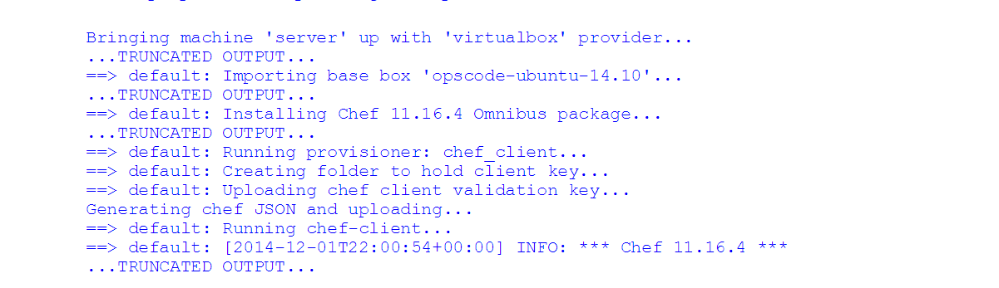 Bringing machine 'server' up with 'virtualbox' provider...
...TRUNCATED OUTPUT...
==> default: Importing base box 'opscode-ubuntu-14.10'...
...TRUNCATED OUTPUT...
==> default: Installing Chef 11.16.4 Omnibus package...
...TRUNCATED OUTPUT...
==> default: Running provisioner: chef_client...
==> default: Creating folder to hold client key...
==> default: Uploading chef client validation key...
Generating chef JSON and uploading...
==> default: Running chef-client...
==> default: [2014-12-01T22:00:54+00:00] INFO: *** Chef 11.16.4 ***
...TRUNCATED OUTPUT...